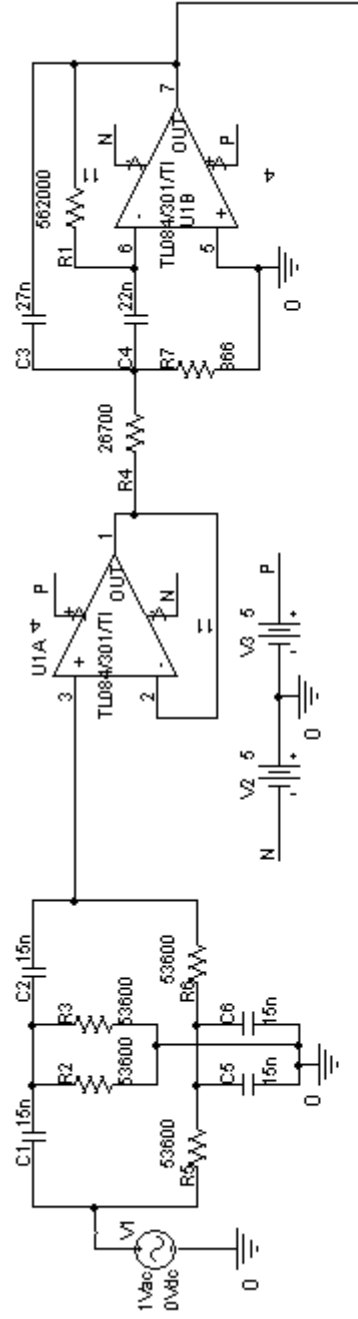 V1
1Vac
0Vdc
0
C1
15n
C2
15n
R2
53600
R3
53600
R5
53600
R6
53600
C5
15n
C6
15n
0
U1A
4
P
3
+
2
-
TL084/301/TI
OUT
1
N
11
N
V2
5
-
+
0
V3
5
-
+
P
R4
26700
C3
27n
R1
562000
C4
22n
R7
866
6
-
5
+
TL084/301/TI
U1B
OUT
7
N
11
P
4
0